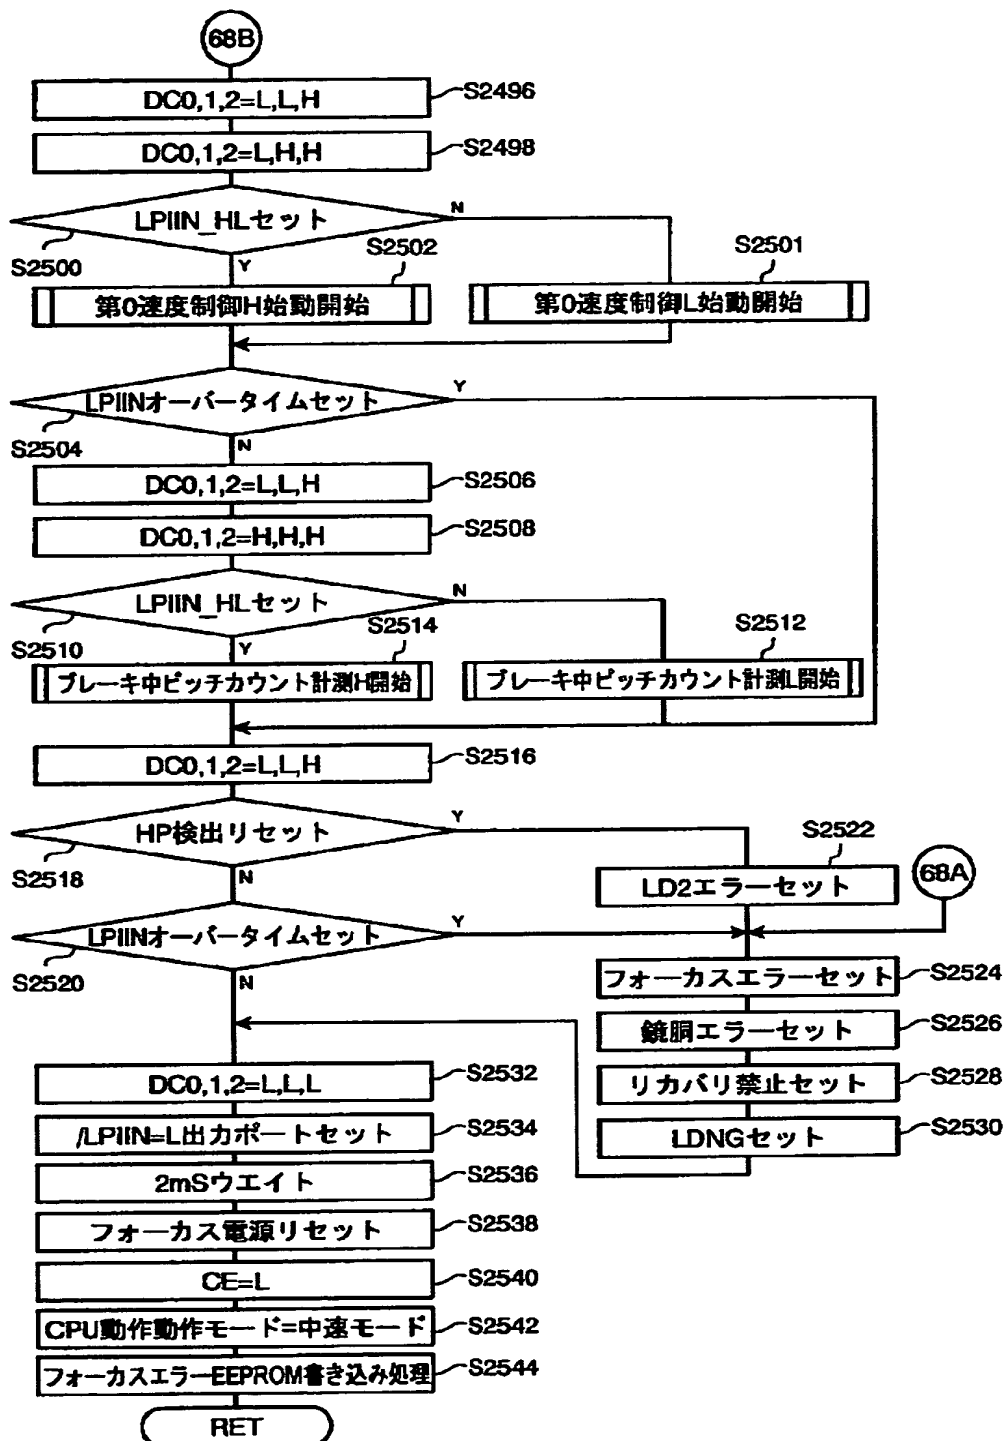 68B
DC0,1,2=L,L,H
S2496
DC0,1,2=L,H,H
S2498
LPIIN_HLセット
N
S2500
Y
S2502
S2501
第0速度制御H始動開始
第0速度制御L始動開始
LPIINオーバータイムセット
Y
S2504
N
DC0,1,2=L,L,H
S2506
DC0,1,2=H,H,H
S2508
LPIIN_HLセット
N
S2510
Y
S2514
S2512
ブレーキ中ピッチカウント計測H開始
ブレーキ中ピッチカウント計測L開始
DC0,1,2=L,L,H
S2516
HP検出リセット
Y
S2518
N
S2522
LD2エラーセット
68A
LPIINオーバータイムセット
Y
S2520
N
フォーカスエラーセット
S2524
鏡胴エラーセット
S2526
リカバリ禁止セット
S2528
LDNGセット
S2530
DC0,1,2=L,L,L
S2532
/LPIIN=L出力ポートセット
S2534
2mSウエイト
S2536
フォーカス電源リセット
S2538
CE=L
S2540
CPU動作動作モード=中速モード
S2542
フォーカスエラーEEPROM書き込み処理
S2544
RET